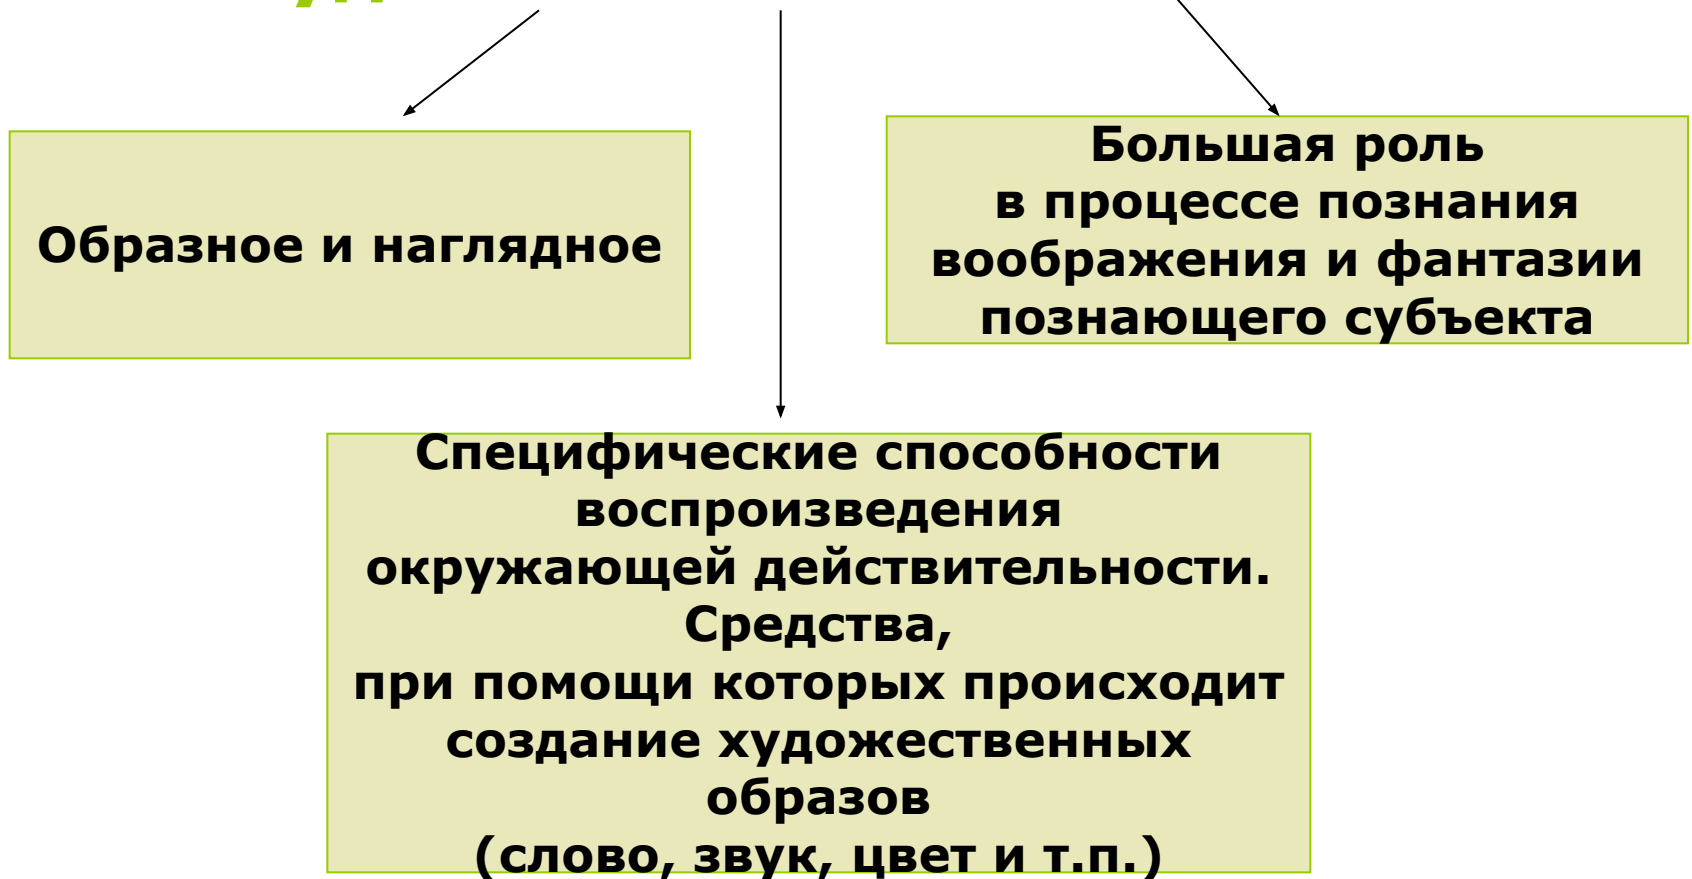 Образное и наглядное
Большая роль
в процессе познания
воображения и фантазии
познающего субъекта
Специфические способности
воспроизведения
окружающей действительности.
Средства,
при помощи которых происходит
создание художественных
образов
(слово, звук, цвет и т.п.)